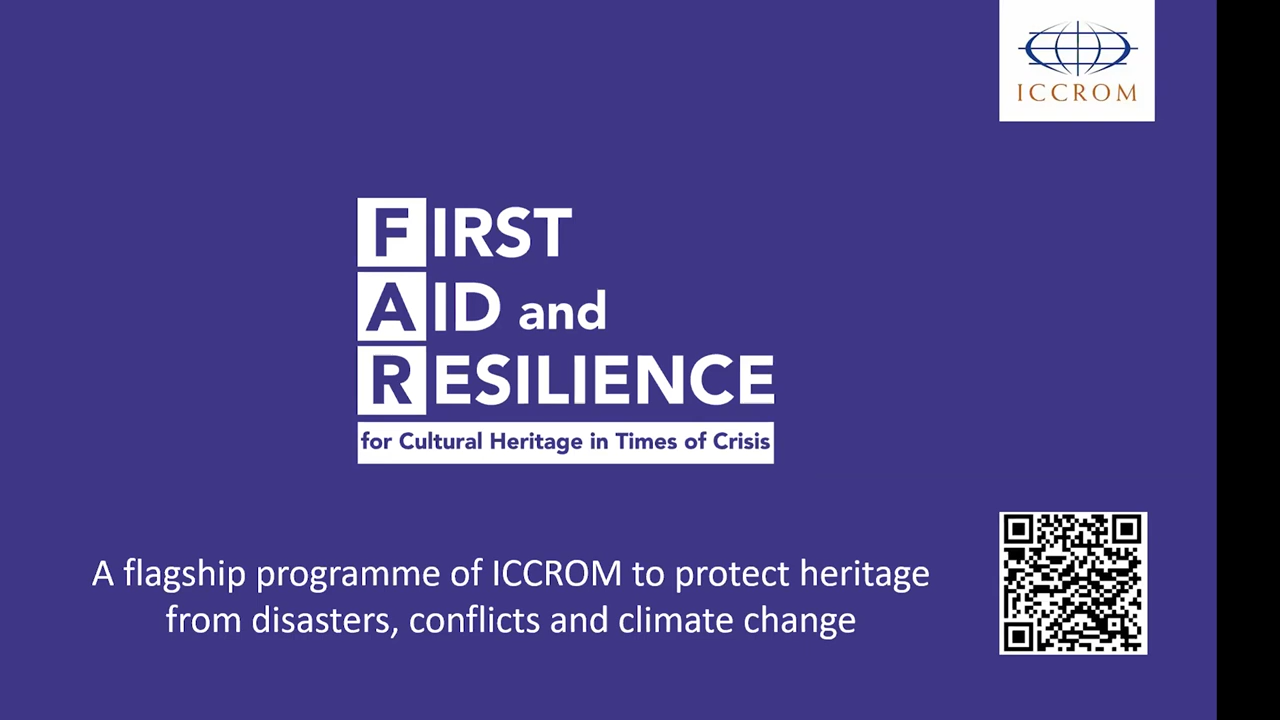 ICCROM
FIRST
AID and
RESILIENCE
for Cultural Heritage in Times of Crisis
A flagship programme of ICCROM to protect heritage
from disasters, conflicts and climate change